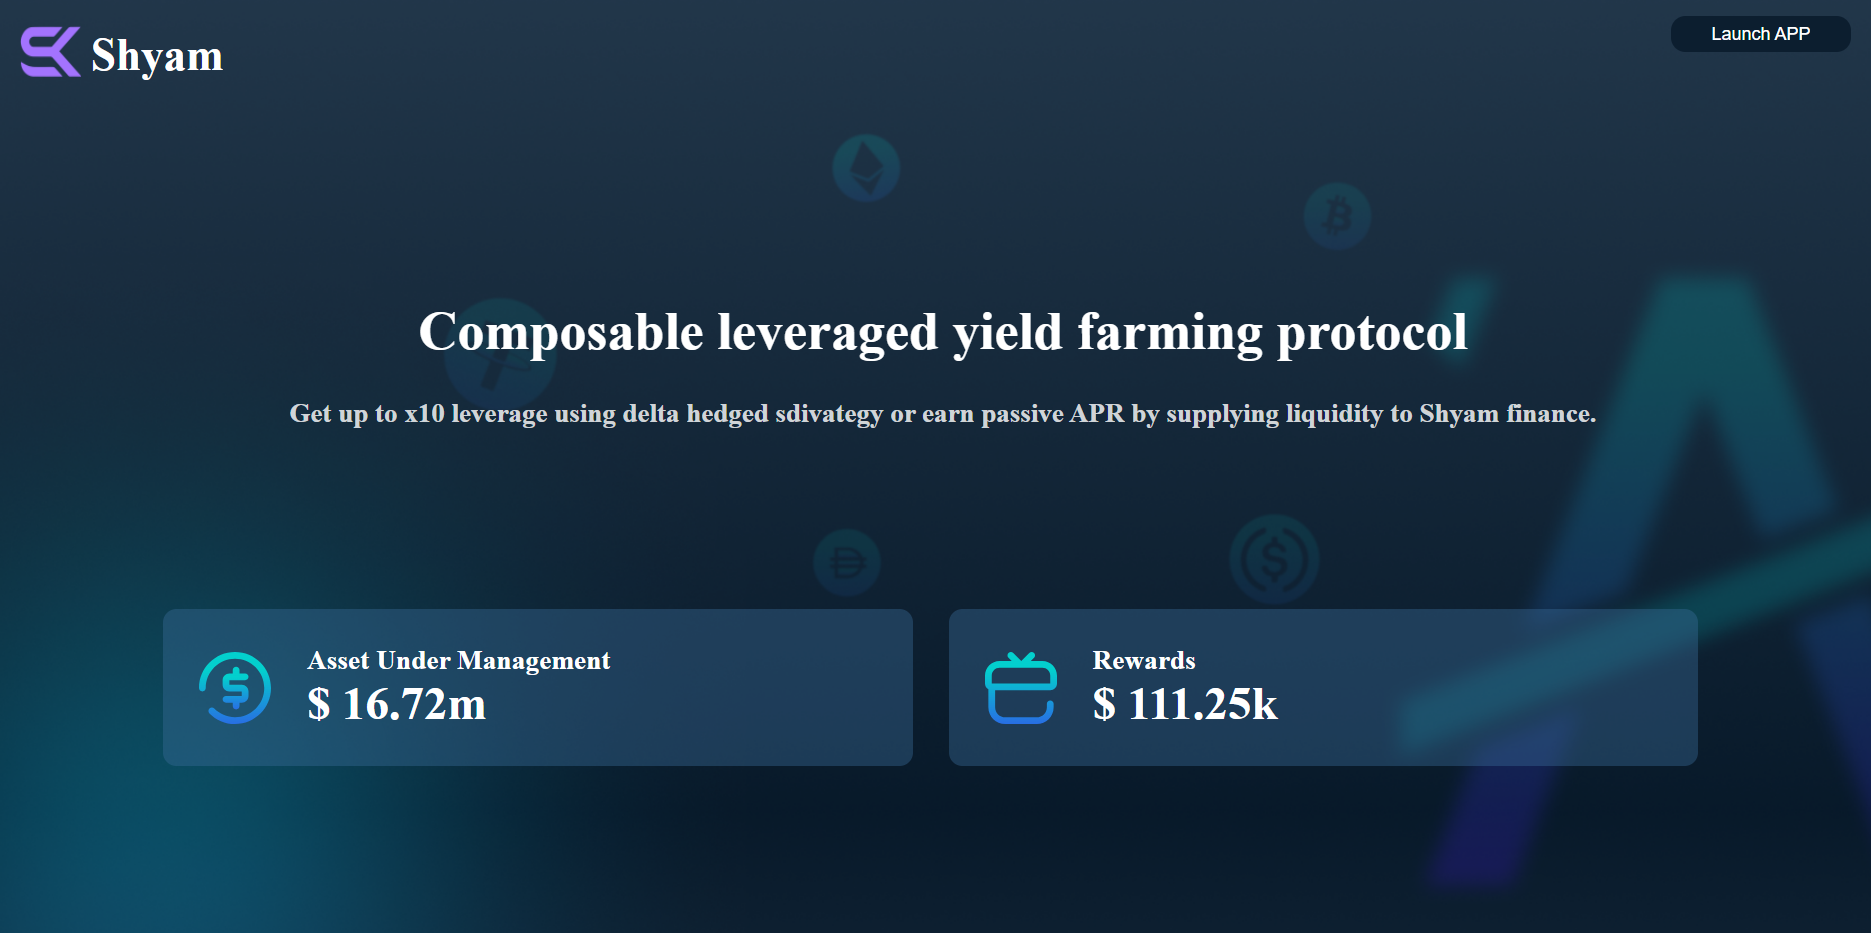 Shyam
Launch APP
Composable leveraged yield farming protocol
Get up to x10 leverage using delta hedged sdivategy or earn passive APR by supplying liquidity to Shyam finance.
Asset Under Management
$ 16.72m
Rewards
$ 111.25k